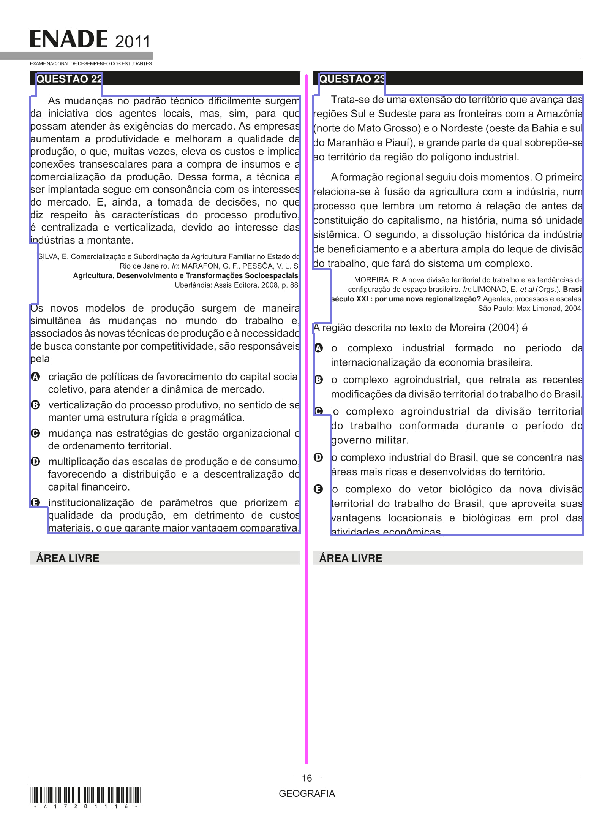 ENADE 2011
EXAME NACIONAL DE DESEMPENHO DOS ESTUDANTES
QUESTÃO 22
As mudanças no padrão técnico dificilmente surgem
da iniciativa dos agentes locais, mas, sim, para que
possam atender às exigências do mercado. As empresas
aumentam a produtividade e melhoram a qualidade da
produção, o que, muitas vezes, eleva os custos e implica
conexões transescalares para a compra de insumos e a
comercialização da produção. Dessa forma, a técnica a
ser implantada segue em consonância com os interesses
do mercado. E, ainda, a tomada de decisões, no que
diz respeito às características do processo produtivo,
é centralizada e verticalizada, devido ao interesse das
indústrias a montante.
SILVA, E. Comercialização e Subordinação da Agricultura Familiar no Estado do
Rio de Janeiro. In: MARAFON, G. F.; PESSÔA, V. L. S.
Agricultura, Desenvolvimento e Transformações Socioespaciais.
Uberlância: Assis Editora, 2008, p. 68.
Os novos modelos de produção surgem de maneira
simultânea às mudanças no mundo do trabalho e,
associados às novas técnicas de produção e à necessidade
de busca constante por competitividade, são responsáveis
pela
A criação de políticas de favorecimento do capital social
coletivo, para atender a dinâmica de mercado.
B verticalização do processo produtivo, no sentido de se
manter uma estrutura rígida e pragmática.
C mudança nas estratégias de gestão organizacional e
de ordenamento territorial.
D multiplicação das escalas de produção e de consumo,
favorecendo a distribuição e a descentralização do
capital financeiro.
E institucionalização de parâmetros que priorizem a
qualidade da produção, em detrimento de custos
materiais, o que garante maior vantagem comparativa.
ÁREA LIVRE
QUESTÃO 23
Trata-se de uma extensão do território que avança das
regiões Sul e Sudeste para as fronteiras com a Amazônia
(norte do Mato Grosso) e o Nordeste (oeste da Bahia e sul
do Maranhão e Piauí), e grande parte da qual sobrepõe-se
ao território da região do polígono industrial.
A formação regional seguiu dois momentos. O primeiro
relaciona-se à fusão da agricultura com a indústria, num
processo que lembra um retorno à relação de antes da
constituição do capitalismo, na história, numa só unidade
sistêmica. O segundo, a dissolução histórica da indústria
de beneficiamento e a abertura ampla do leque de divisão
do trabalho, que fará do sistema um complexo.
MOREIRA, R. A nova divisão territorial do trabalho e as tendências de
configuração do espaço brasileiro. In: LIMONAD, E. et al (Orgs.). Brasil
século XXI : por uma nova regionalização? Agentes, processos e escalas.
São Paulo: Max Limonad, 2004.
A região descrita no texto de Moreira (2004) é
A o complexo industrial formado no período da
internacionalização da economia brasileira.
B o complexo agroindustrial, que retrata as recentes
modificações da divisão territorial do trabalho do Brasil.
C o complexo agroindustrial da divisão territorial
do trabalho conformada durante o período do
governo militar.
D o complexo industrial do Brasil, que se concentra nas
áreas mais ricas e desenvolvidas do território.
E o complexo do vetor biológico da nova divisão
territorial do trabalho do Brasil, que aproveita suas
vantagens locacionais e biológicas em prol das
atividades econômicas.
ÁREA LIVRE
16
GEOGRAFIA